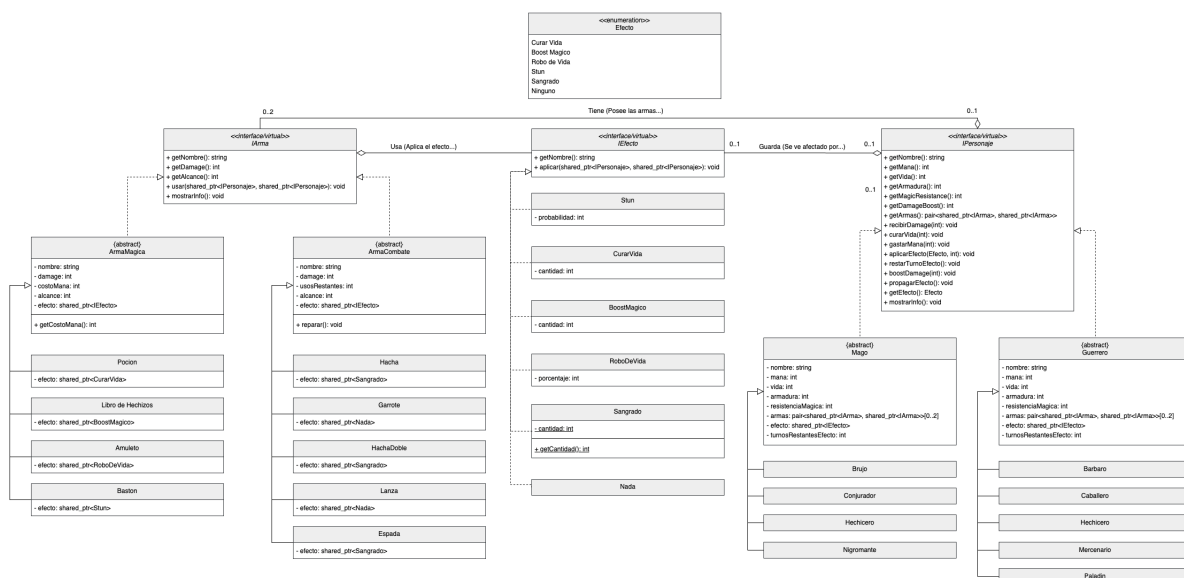 <<enumeration>>
Efecto
Curar Vida
Boost Magico
Robo de Vida
Stun
Sangrado
Ninguno
0..2
Tiene (Posee las armas...)
0..1
<<interface/virtual>>
IArma
+ getNombre(): string
+ getDamage(): int
+ getAlcance(): int
+ usar(shared_ptr<IPersonaje>, shared_ptr<IPersonaje>): void
+ mostrarInfo(): void
Usa (Aplica el efecto...)
<<interface/virtual>>
IEfecto
+ getNombre(): string
+ aplicar(shared_ptr<IPersonaje>, shared_ptr<IPersonaje>): void
0..1
Guarda (Se ve afectado por...)
0..1
0..1
<<interface/virtual>>
IPersonaje
+ getNombre(): string
+ getMana(): int
+ getVida(): int
+ getArmadura(): int
+ getMagicResistance(): int
+ getDamageBoost(): int
+ getArmas(): pair<shared_ptr<IArma>, shared_ptr<IArma>>
+ recibirDamage(int): void
+ curarVida(int): void
+ gastarMana(int): void
+ aplicarEfecto(Efecto, int): void
+ restarTurnoEfecto(): void
+ boostDamage(int): void
+ propagarEfecto(): void
+ getEfecto(): Efecto
+ mostrarInfo(): void
{abstract}
ArmaMagica
- nombre: string
- damage: int
- costoMana: int
- alcance: int
- efecto: shared_ptr<IEfecto>
+ getCostoMana(): int
Pocion
- efecto: shared_ptr<CurarVida>
Libro de Hechizos
- efecto: shared_ptr<BoostMagico>
Amuleto
- efecto: shared_ptr<RoboDeVida>
Baston
- efecto: shared_ptr<Stun>
{abstract}
ArmaCombate
- nombre: string
- damage: int
- usosRestantes: int
- alcance: int
- efecto: shared_ptr<IEfecto>
+ reparar(): void
Hacha
- efecto: shared_ptr<Sangrado>
Garrote
- efecto: shared_ptr<Nada>
HachaDoble
- efecto: shared_ptr<Sangrado>
Lanza
- efecto: shared_ptr<Nada>
Espada
- efecto: shared_ptr<Sangrado>
Stun
- probabilidad: int
CurarVida
- cantidad: int
BoostMagico
- cantidad: int
RoboDeVida
- porcentaje: int
Sangrado
- cantidad: int
+ getCantidad(): int
Nada
{abstract}
Mago
- nombre: string
- mana: int
- vida: int
- armadura: int
- resistenciaMagica: int
- armas: pair<shared_ptr<IArma>, shared_ptr<IArma>>[0..2]
- efecto: shared_ptr<IEfecto>
- turnosRestantesEfecto: int
Brujo
Conjurador
Hechicero
Nigromante
{abstract}
Guerrero
- nombre: string
- mana: int
- vida: int
- armadura: int
- resistenciaMagica: int
- armas: pair<shared_ptr<IArma>, shared_ptr<IArma>>[0..2]
- efecto: shared_ptr<IEfecto>
- turnosRestantesEfecto: int
Barbaro
Caballero
Hechicero
Mercenario
Paladin